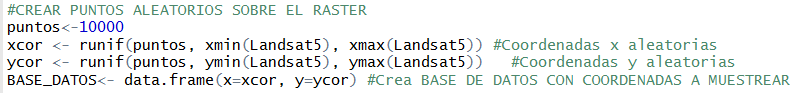 #CREAR PUNTOS ALEATORIOS SOBRE EL RASTER
puntos<-10000
xcor <- runif(puntos, xmin(Landsat5), xmax(Landsat5)) #Coordenadas x aleatorias
ycor <- runif(puntos, ymin(Landsat5), ymax(Landsat5)) #Coordenadas y aleatorias
BASE_DATOS<- data.frame(x=xcor, y=ycor) #Crea BASE DE DATOS CON COORDENADAS A MUESTREAR